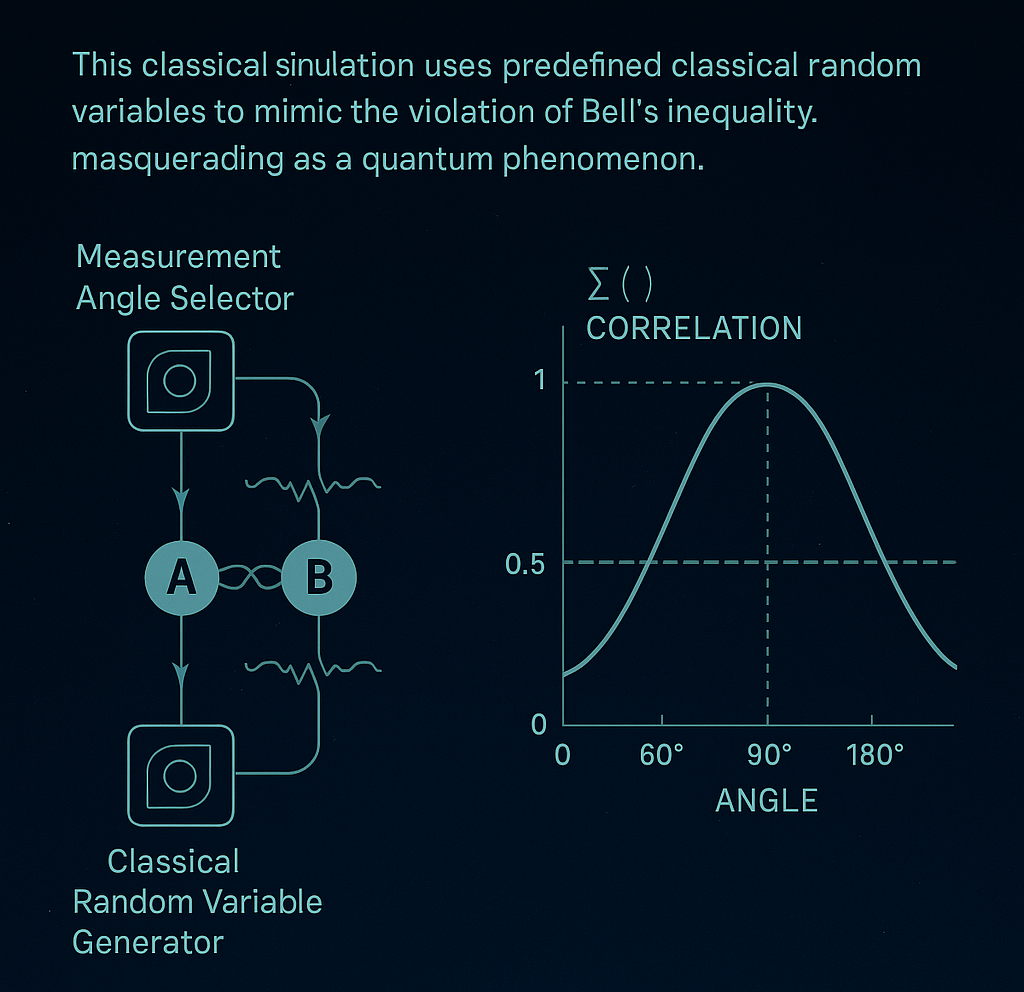 This classical sinulation uses predefined classical random
variables to mimic the violation of Bell's inequality.
masquerading as a quantum phenomenon.
Measurement
Angle Selector
A
B
Classical
Random Variable
Generator
Σ ( )
CORRELATION
1
0.5
0
0
60°
90°
180°
ANGLE